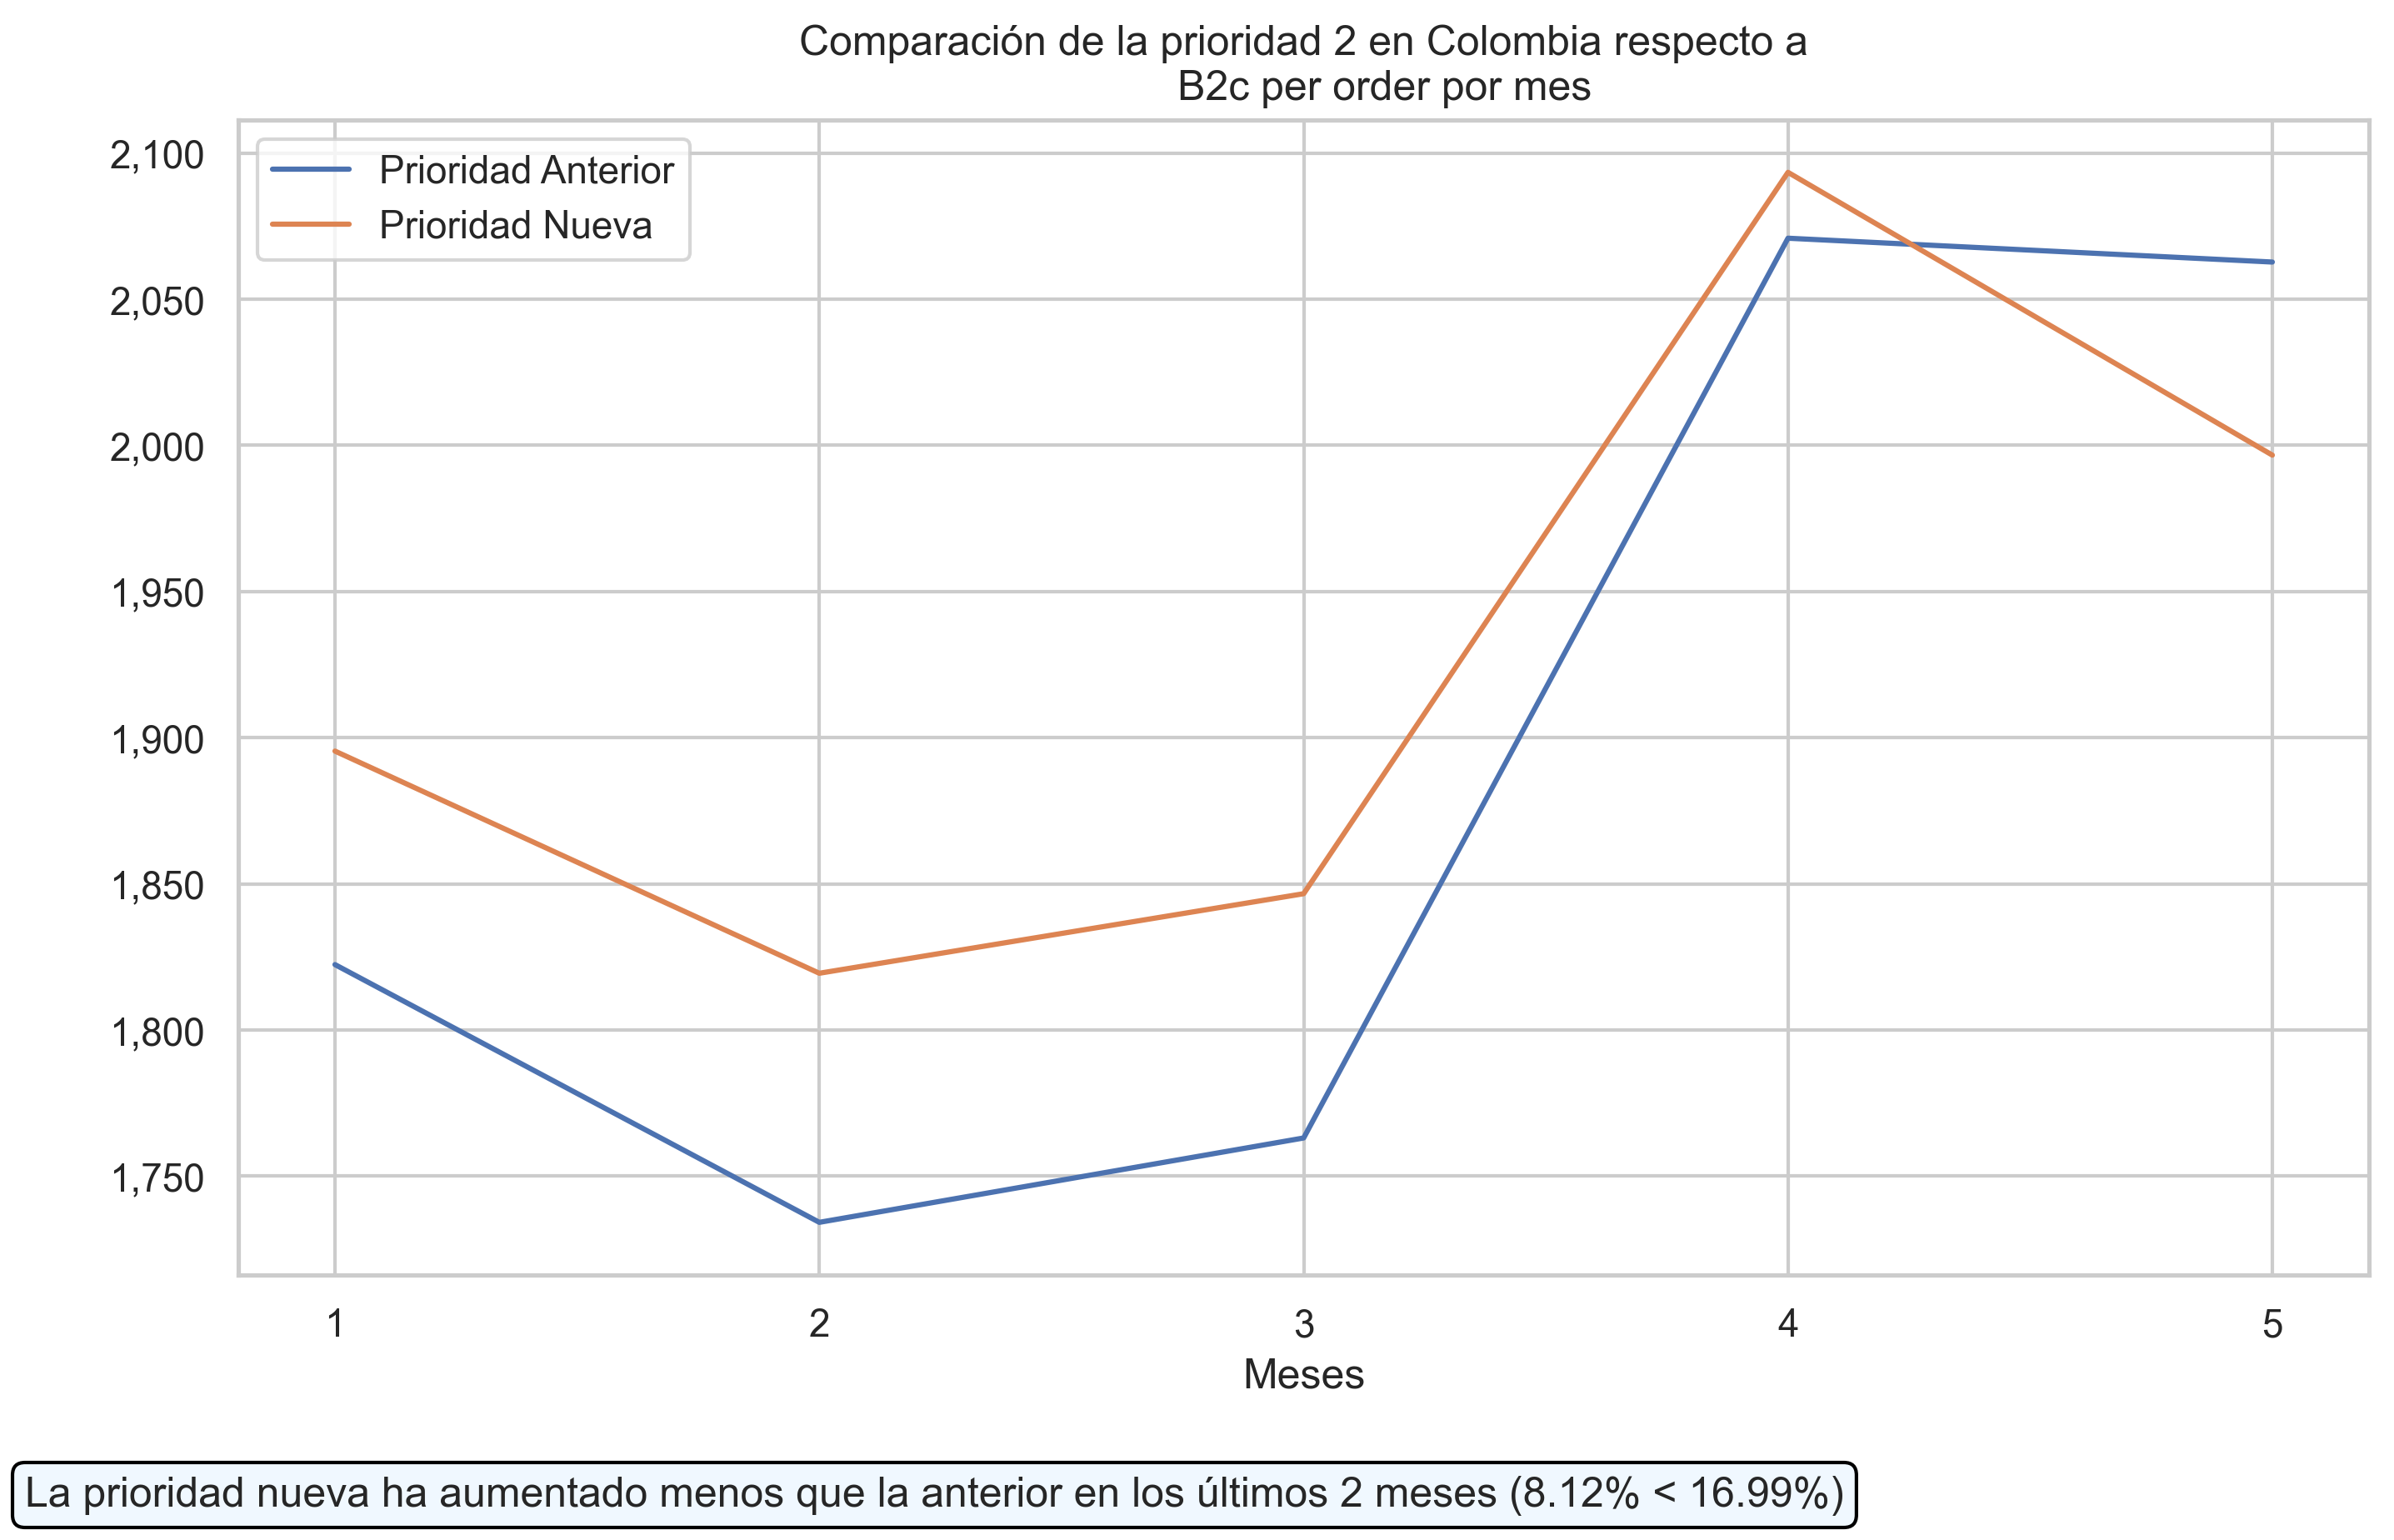 Comparación de la prioridad 2 en Colombia respecto a
B2c per order por mes
Prioridad Anterior
Prioridad Nueva
2,100
2,050
2,000
1,950
1,900
1,850
1,800
1,750
1
2
3
4
5
Meses
La prioridad nueva ha aumentado menos que la anterior en los últimos 2 meses (8.12% < 16.99%)